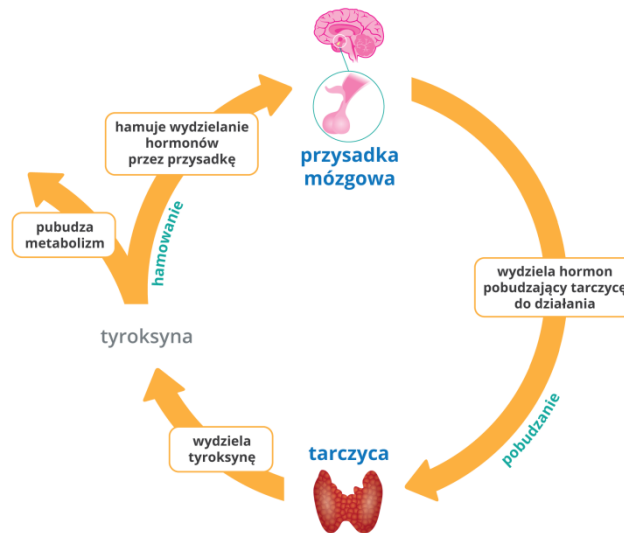 hamuje wydzielanie
hormonów
przez przysadkę
przysadka
mózgowa
pubudza
metabolizm
hamowanie
wydziela hormon
pobudzający tarczycę
do działania
tyroksyna
pobudzanie
wydziela
tyroksynę
tarczyca